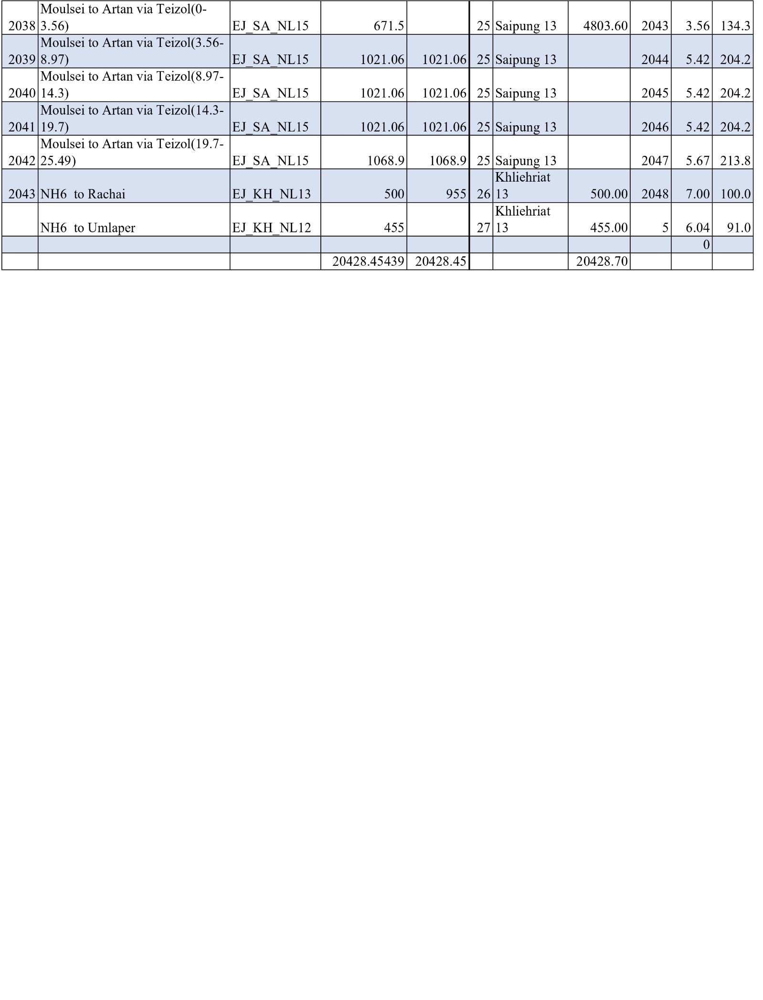 Moulsei to Artan via Teizol(0-
2038 3.56) EJ_SA_NL15 671.5 25 Saipung 13 4803.60 2043 3.56 134.3
Moulsei to Artan via Teizol(3.56-
2039 8.97) EJ_SA_NL15 1021.06 1021.06 25 Saipung 13 2044 5.42 204.2
Moulsei to Artan via Teizol(8.97-
2040 14.3) EJ_SA_NL15 1021.06 1021.06 25 Saipung 13 2045 5.42 204.2
Moulsei to Artan via Teizol(14.3-
2041 19.7) EJ_SA_NL15 1021.06 1021.06 25 Saipung 13 2046 5.42 204.2
Moulsei to Artan via Teizol(19.7-
2042 25.49) EJ_SA_NL15 1068.9 1068.9 25 Saipung 13 2047 5.67 213.8
Khliehriat
2043 NH6  to Rachai EJ_KH_NL13 500 955 26 13 500.00 2048 7.00 100.0
Khliehriat
NH6  to Umlaper EJ_KH_NL12 455 27 13 455.00 5 6.04 91.0
0
20428.45439 20428.45 20428.70